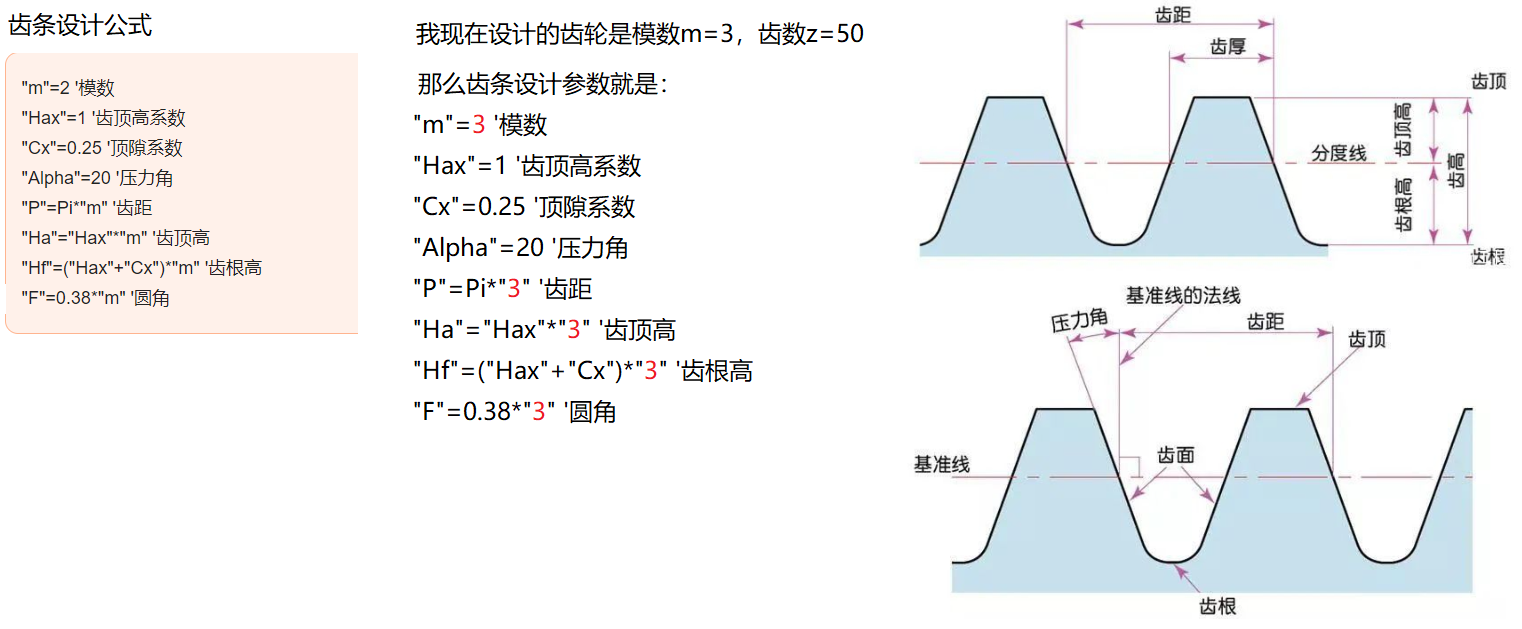 齿条设计公式
"m"=2 '模数
"Hax"=1 '齿顶高系数
"Cx"=0.25 '顶隙系数
"Alpha"=20 '压力角
"P"=Pi*"m" '齿距
"Ha"="Hax"*"m" '齿顶高
"Hf"=("Hax"+"Cx")*"m" '齿根高
"F"=0.38*"m" '圆角
我现在设计的齿轮是模数m=3，齿数z=50
那么齿条设计参数就是：
"m"=3 '模数
"Hax"=1 '齿顶高系数
"Cx"=0.25 '顶隙系数
"Alpha"=20 '压力角
"P"=Pi*"3" '齿距
"Ha"="Hax"*"3" '齿顶高
"Hf"=("Hax"+"Cx")*"3" '齿根高
"F"=0.38*"3" '圆角
齿距
齿厚
齿顶
齿顶高
分度线
齿高
齿根高
齿根
基准线的法线
压力角
齿距
齿顶
基准线
齿面
齿根